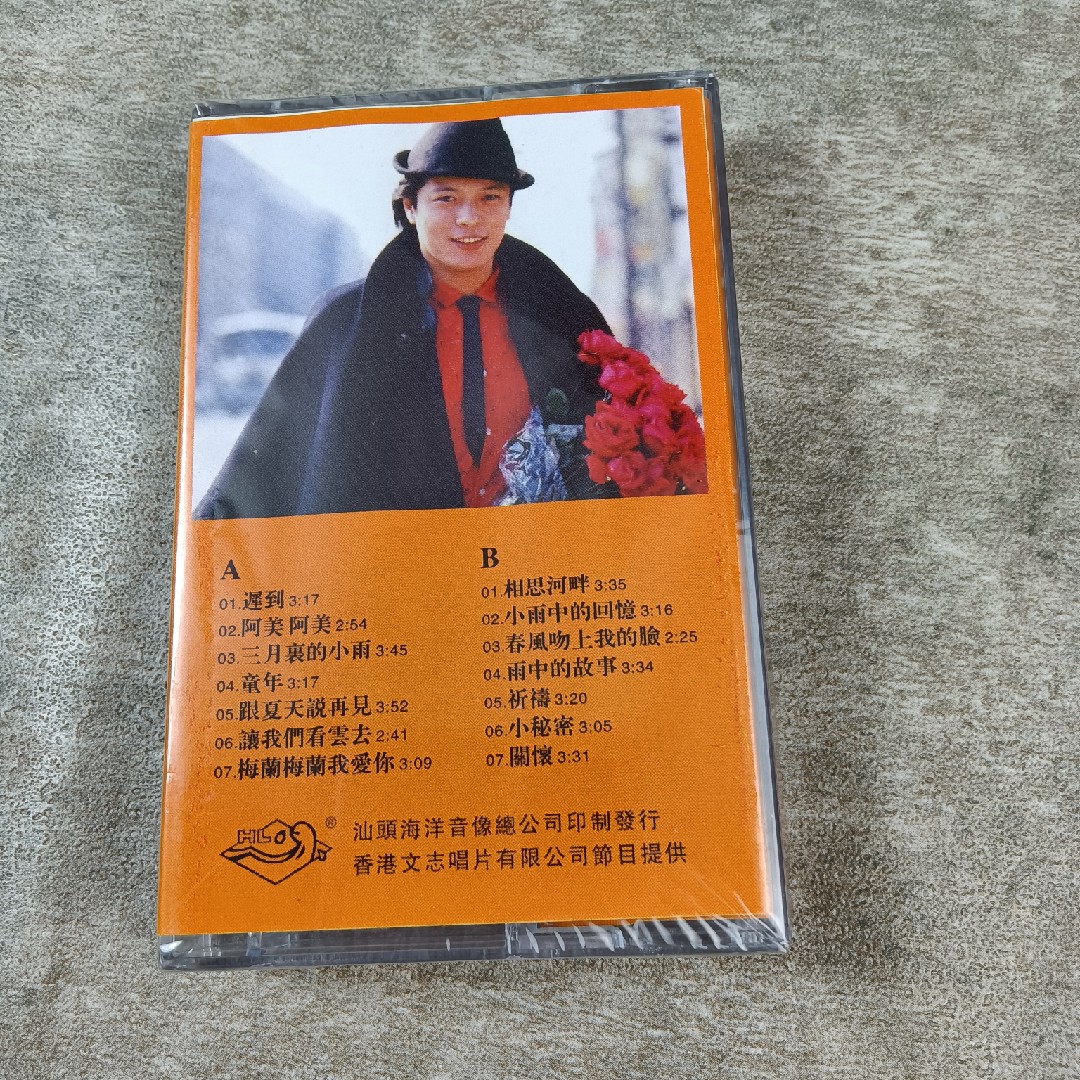 A
01.遲到 3:17
02.阿美 阿美 2:54
03.三月裏的小雨 3:45
04.童年 3:17
05.跟夏天説再見 3:52
06.讓我們看雲去 2:41
07.梅蘭梅蘭我愛你 3:09
B
01.相思河畔 3:35
02.小雨中的回憶 3:16
03.春風吻上我的臉 2:25
04.雨中的故事 3:34
05.祈禱 3:20
06.小秘密 3:05
07.關懷 3:31
HLOS®
汕頭海洋音像總公司印制發行
香港文志唱片有限公司節目提供